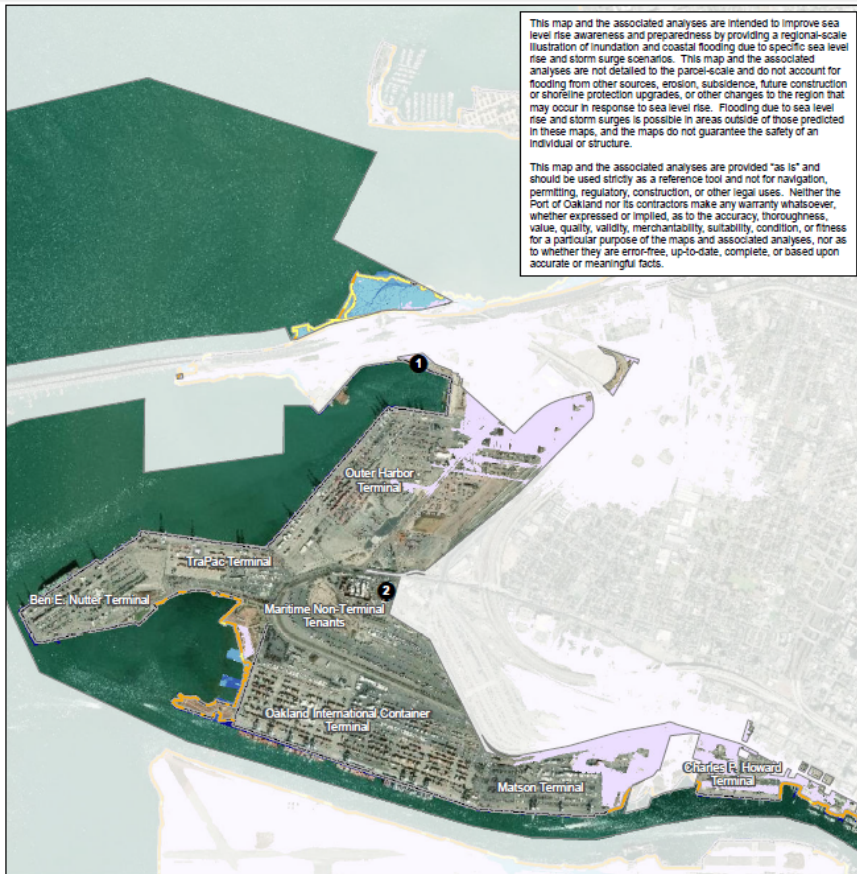 This map and the associated analyses are intended to improve sea
level rise awareness and preparedness by providing a regional-scale
illustration of inundation and coastal flooding due to specific sea level
rise and storm surge scenarios. This map and the associated
analyses are not detailed to the parcel-scale and do not account for
flooding from other sources, erosion, subsidence, future construction
or shoreline protection upgrades, or other changes to the region that
may occur in response to sea level rise. Flooding due to sea level
rise and storm surges is possible in areas outside of those predicted
in these maps, and the maps do not guarantee the safety of an
individual or structure.
This map and the associated analyses are provided "as is" and
should be used strictly as a reference tool and not for navigation,
permitting, regulatory, construction, or other legal uses. Neither the
Port of Oakland nor its contractors make any warranty whatsoever,
whether expressed or implied, as to the accuracy, thoroughness,
value, quality, validity, merchantability, suitability, condition, or fitness
for a particular purpose of the maps and associated analyses, nor as
to whether they are error-free, up-to-date, complete, or based upon
accurate or meaningful facts.
1
Outer Harbor
Terminal
TraPac Terminal
2
Ben E. Nutter Terminal
Maritime Non-Terminal
Tenants
Oakland International Container
Terminal
Charles P. Howard
Terminal
Matson Terminal